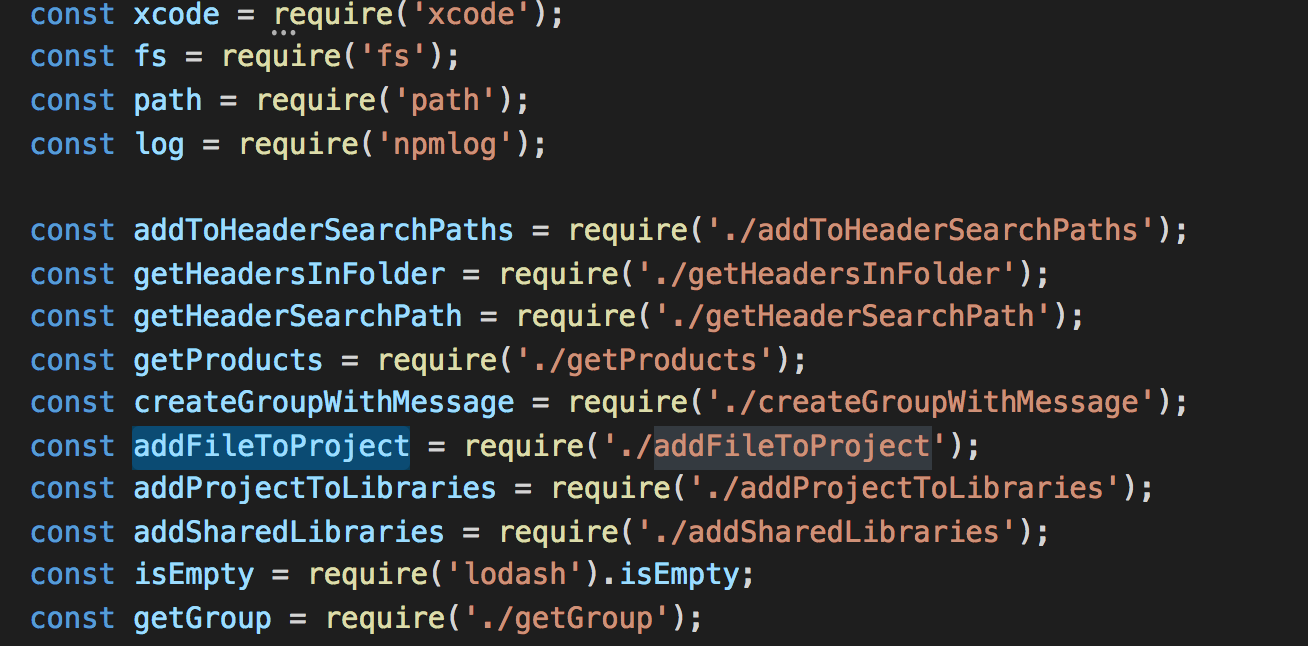 const xcode = require('xcode');
const fs = require('fs');
const path = require('path');
const log = require('npmlog');
const addToHeaderSearchPaths = require('./addToHeaderSearchPaths');
const getHeadersInFolder = require('./getHeadersInFolder');
const getHeaderSearchPath = require('./getHeaderSearchPath');
const getProducts = require('./getProducts');
const createGroupWithMessage = require('./createGroupWithMessage');
const addFileToProject = require('./addFileToProject');
const addProjectToLibraries = require('./addProjectToLibraries');
const addSharedLibraries = require('./addSharedLibraries');
const isEmpty = require('lodash').isEmpty;
const getGroup = require('./getGroup');